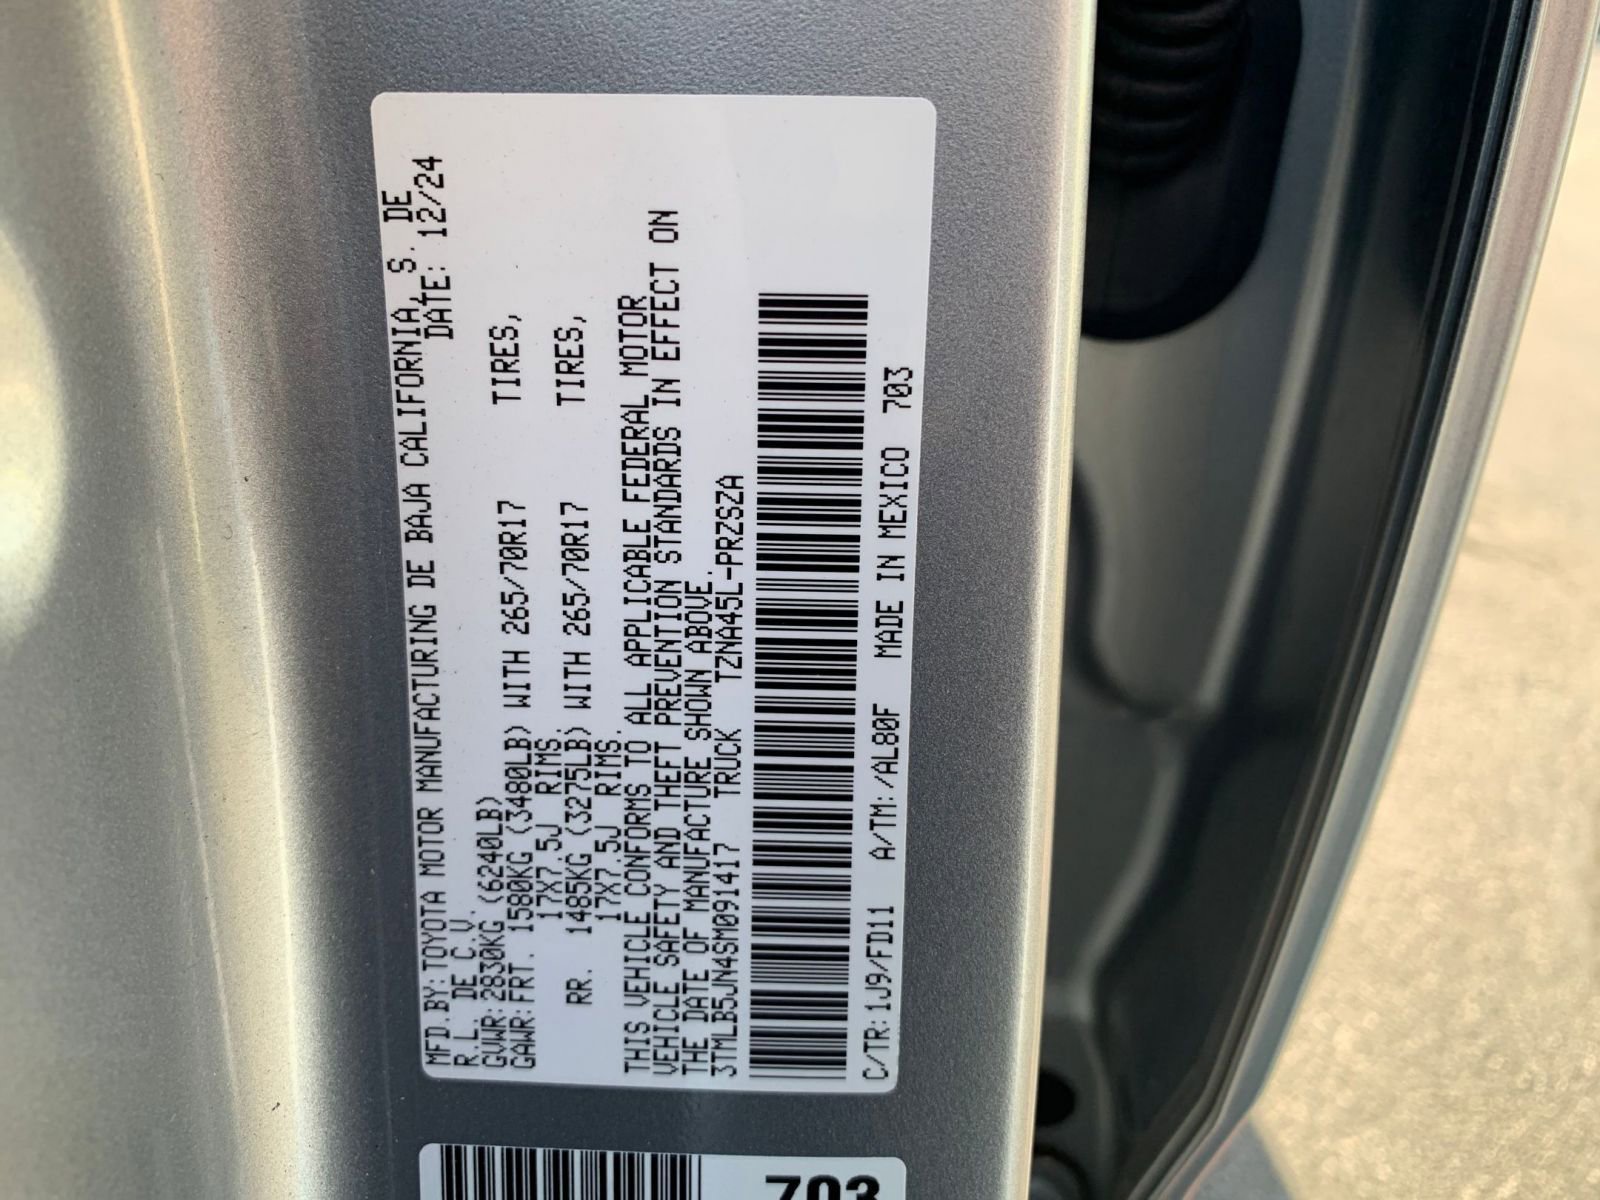 MFD.BY:TOYOTA MOTOR MANUFACTURING DE BAJA CALIFORNIA,S. DE
R.L. DE C.V. DATE: 12/24
GVWR:2830KG (6240LB)
GAWR:FRT. 1580KG (3480LB) WITH 265/70R17 TIRES,
17X7.5J RIMS.
RR. 1485KG (3275LB) WITH 265/70R17 TIRES,
17X7.5J RIMS.
THIS VEHICLE CONFORMS TO ALL APPLICABLE FEDERAL MOTOR
VEHICLE SAFETY AND THEFT PREVENTION STANDARDS IN EFFECT ON
THE DATE OF MANUFACTURE SHOWN ABOVE.
3TMLB5JN4SM091417 TRUCK TZNA45L-PRZSZA
C/TR:1J9/FD11 A/TM:/AL80F MADE IN MEXICO 703
703